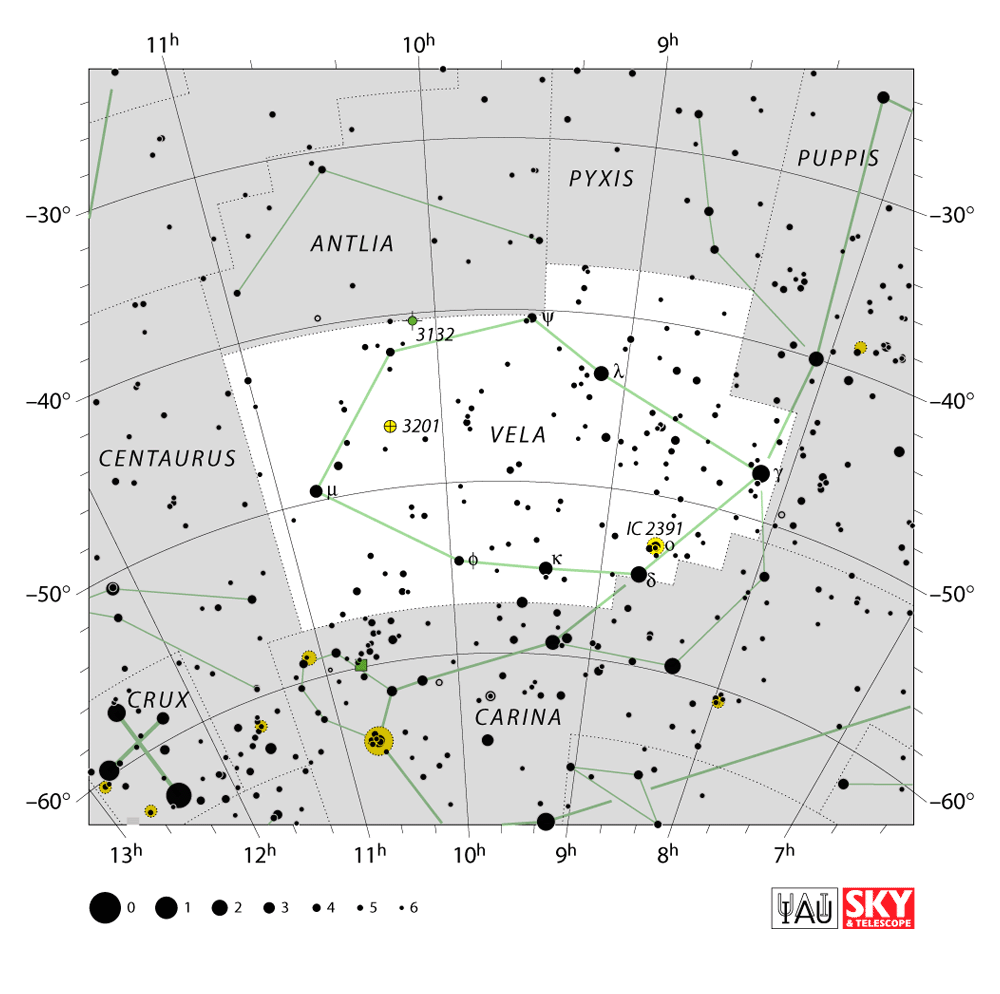 11h 10h 9h
PUPPIS
PYXIS
–30° –30°
ANTLIA
ψ
3132
λ
–40° –40°
3201
VELA
CENTAURUS
γ
μ
IC 2391
ο
φ κ
δ
–50° –50°
CRUX
CARINA
–60° –60°
13h 12h 11h 10h 9h 8h 7h
0 1 2 3 4 5 6
IAU
SKY
& TELESCOPE